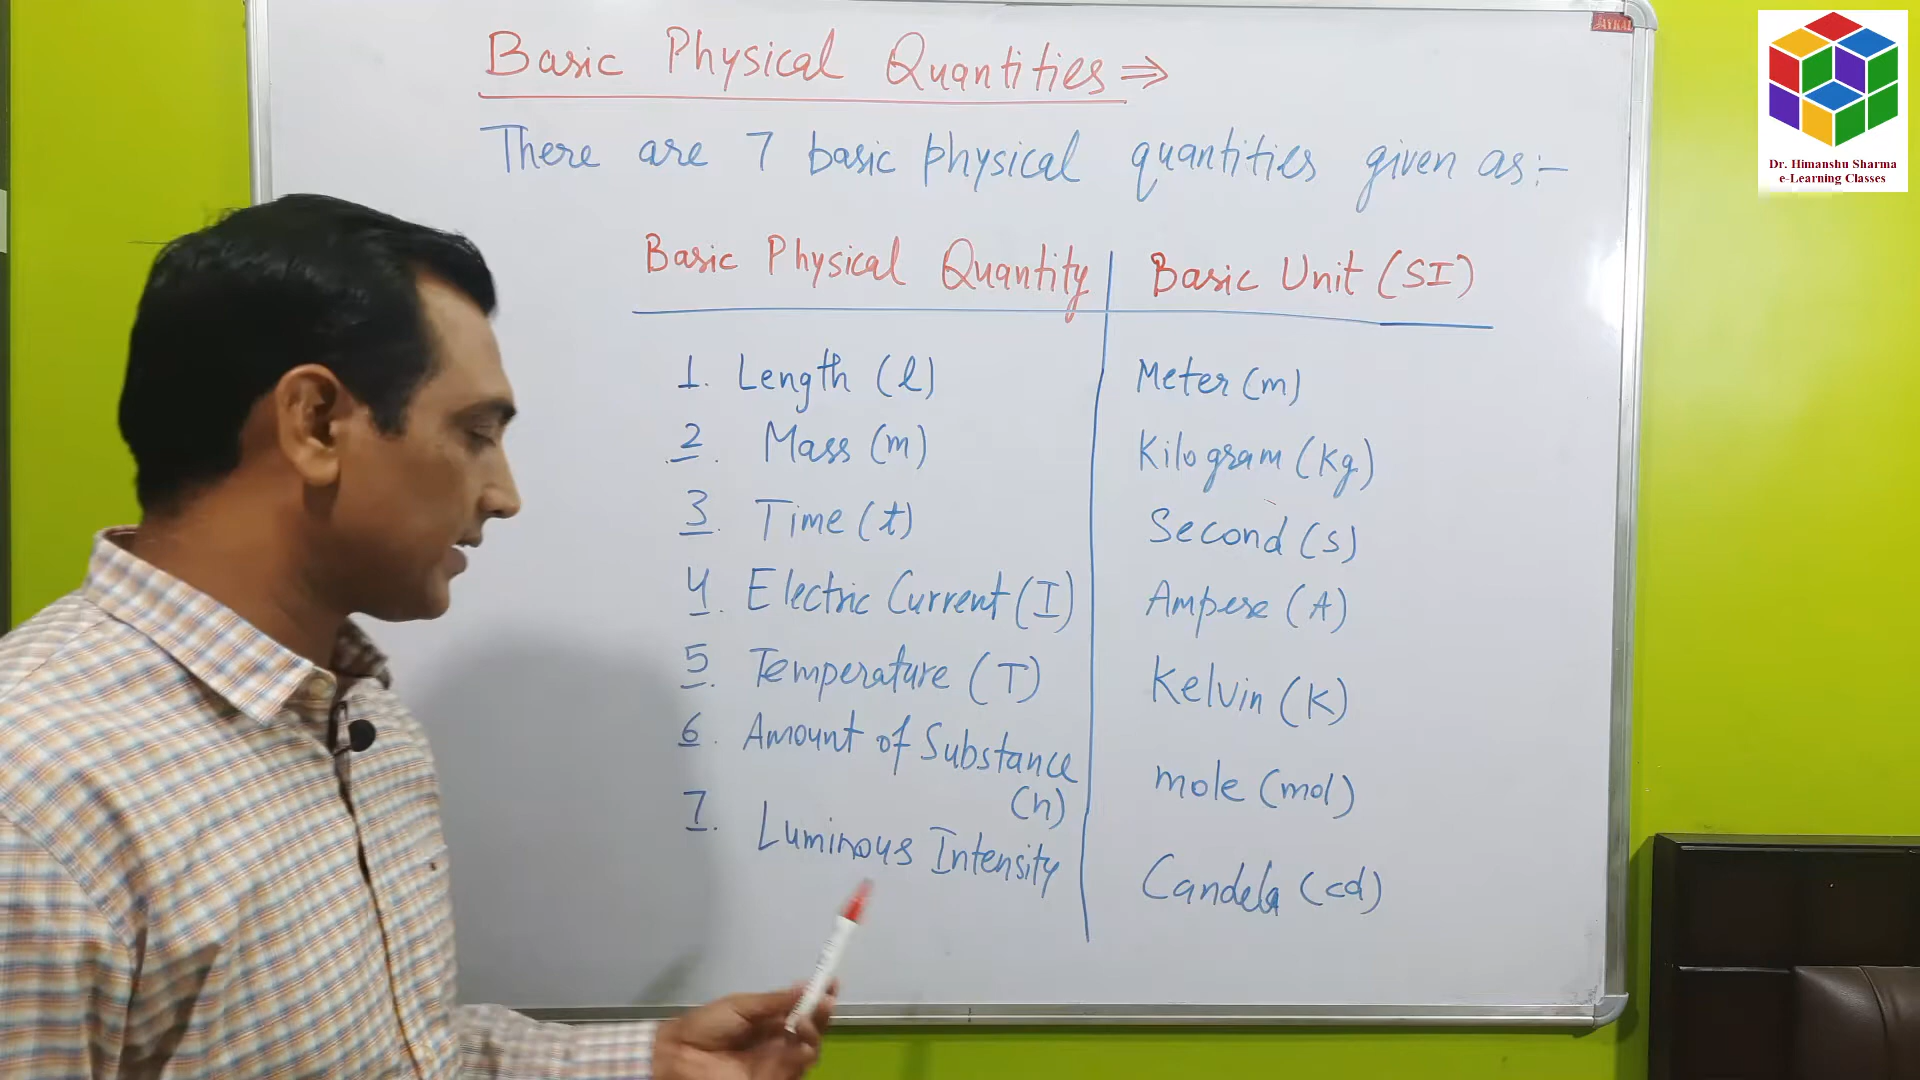 JAYKAL
Basic Physical Quantities ⇒
There are 7 basic physical quantities given as:-
Dr. Himanshu Sharma
e-Learning Classes
Basic Physical Quantity Basic Unit (SI)
1. Length (l) Meter (m)
2. Mass (m) Kilogram (Kg)
3. Time (t) Second (s)
4. Electric Current (I) Ampere (A)
5. Temperature (T) Kelvin (K)
6. Amount of Substance (n) mole (mol)
7. Luminous Intensity Candela (cd)